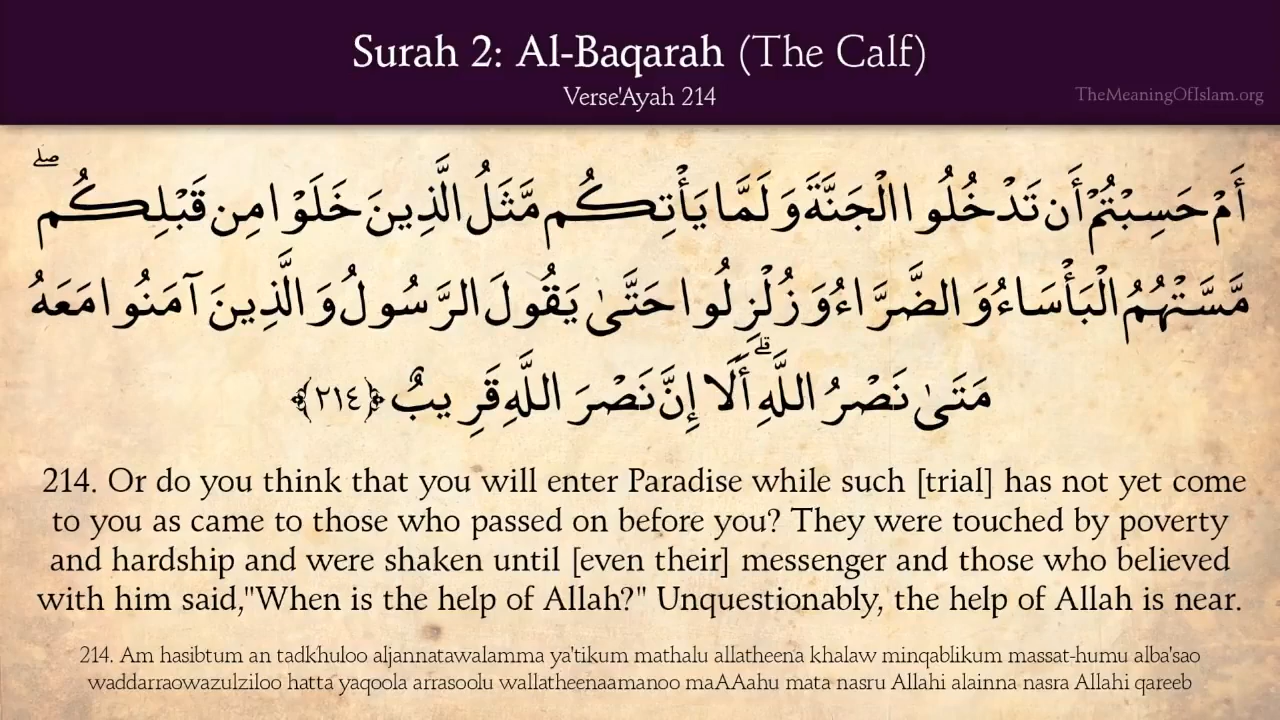 Surah 2: Al-Baqarah (The Calf)
Verse'Ayah 214
TheMeaningOfIslam.org
أَمْ حَسِبْتُمْ أَن تَدْخُلُوا الْجَنَّةَ وَلَمَّا يَأْتِكُم مَّثَلُ الَّذِينَ خَلَوْا مِن قَبْلِكُم ۖ
مَّسَّتْهُمُ الْبَأْسَاءُ وَالضَّرَّاءُ وَزُلْزِلُوا حَتَّىٰ يَقُولَ الرَّسُولُ وَالَّذِينَ آمَنُوا مَعَهُ
مَتَىٰ نَصْرُ اللَّهِ ۗ أَلَا إِنَّ نَصْرَ اللَّهِ قَرِيبٌ ﴿٢١٤﴾
214. Or do you think that you will enter Paradise while such [trial] has not yet come
to you as came to those who passed on before you? They were touched by poverty
and hardship and were shaken until [even their] messenger and those who believed
with him said,"When is the help of Allah?" Unquestionably, the help of Allah is near.
214. Am hasibtum an tadkhuloo aljannatawalamma ya'tikum mathalu allatheena khalaw minqablikum massat-humu alba'sao
waddarraowazulziloo hatta yaqoola arrasoolu wallatheenaamanoo maAAahu mata nasru Allahi alainna nasra Allahi qareeb